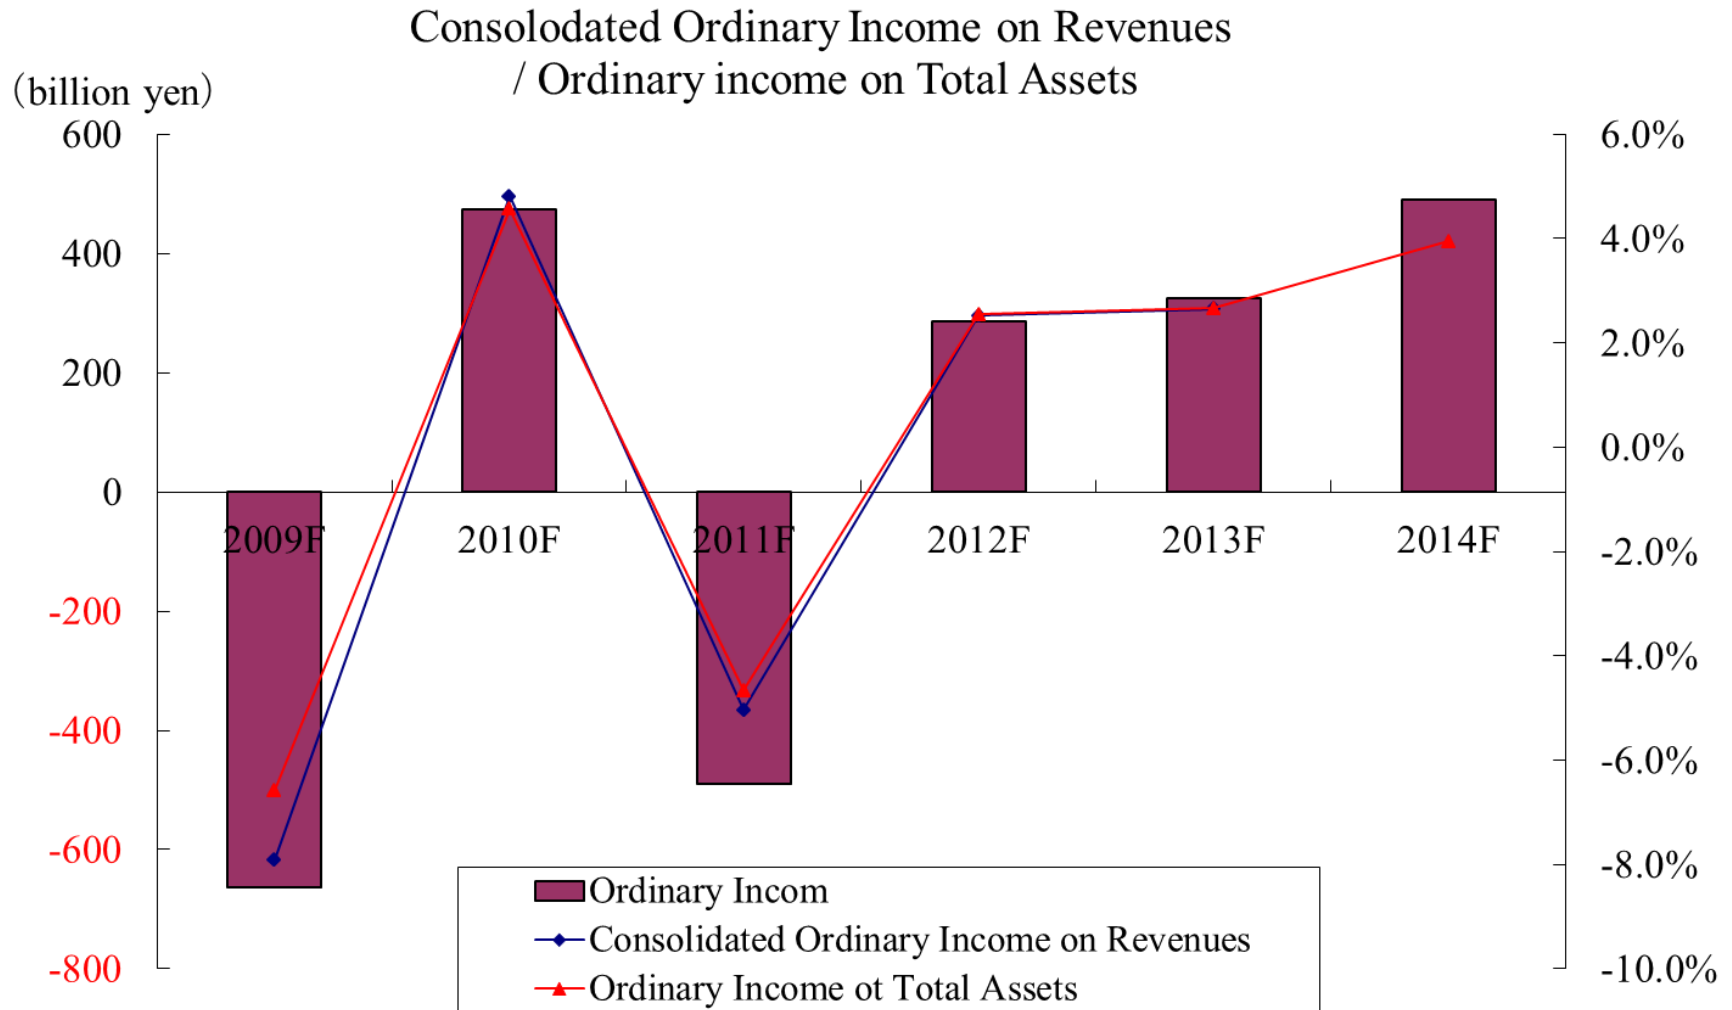 Consolodated Ordinary Income on Revenues
/ Ordinary income on Total Assets
(billion yen)
600
400
200
0
-200
-400
-600
-800
6.0%
4.0%
2.0%
0.0%
-2.0%
-4.0%
-6.0%
-8.0%
-10.0%
2009F 2010F 2011F 2012F 2013F 2014F
Ordinary Incom
Consolidated Ordinary Income on Revenues
Ordinary Income ot Total Assets